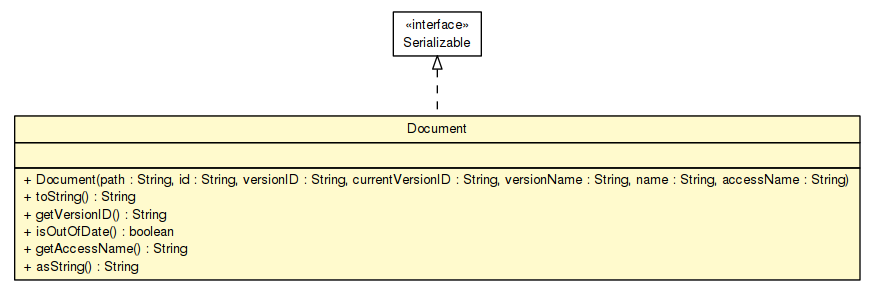 «interface»
Serializable
Document
+ Document(path : String, id : String, versionID : String, currentVersionID : String, versionName : String, name : String, accessName : String)
+ toString() : String
+ getVersionID() : String
+ isOutOfDate() : boolean
+ getAccessName() : String
+ asString() : String